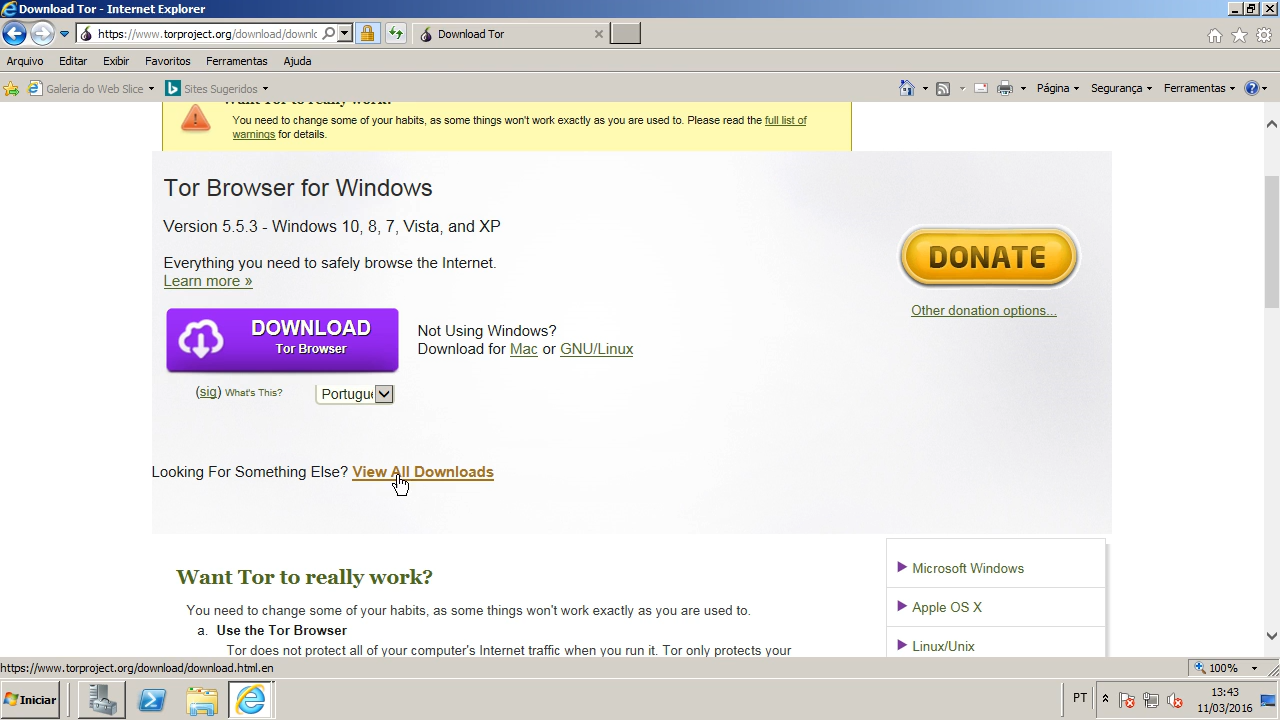 Download Tor - Internet Explorer
https://www.torproject.org/download/downlc
Download Tor
Arquivo Editar Exibir Favoritos Ferramentas Ajuda
Galeria do Web Slice Sites Sugeridos Página Segurança Ferramentas
Want Tor to really work?
You need to change some of your habits, as some things won't work exactly as you are used to. Please read the full list of
warnings for details.
Tor Browser for Windows
Version 5.5.3 - Windows 10, 8, 7, Vista, and XP
Everything you need to safely browse the Internet.
Learn more »
DONATE
Other donation options...
DOWNLOAD
Tor Browser
Not Using Windows?
Download for Mac or GNU/Linux
(sig) What's This? Portugue
Looking For Something Else? View All Downloads
Want Tor to really work?
You need to change some of your habits, as some things won't work exactly as you are used to.
a. Use the Tor Browser
Tor does not protect all of your computer's Internet traffic when you run it. Tor only protects your
Microsoft Windows
Apple OS X
Linux/Unix
https://www.torproject.org/download/download.html.en
100%
Iniciar
PT
13:43
11/03/2016